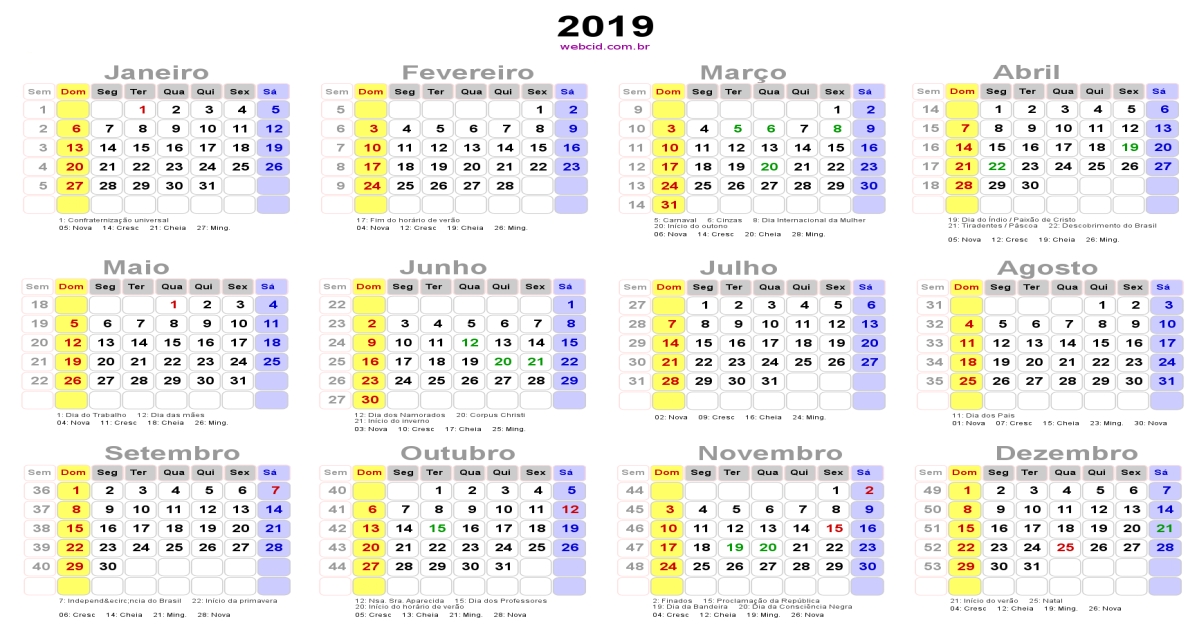 2019
webcid.com.br
Janeiro
Sem Dom Seg Ter Qua Qui Sex Sá
1 1 2 3 4 5
2 6 7 8 9 10 11 12
3 13 14 15 16 17 18 19
4 20 21 22 23 24 25 26
5 27 28 29 30 31
1: Confraternização universal
05: Nova 14: Cresc 21: Cheia 27: Ming.
Fevereiro
Sem Dom Seg Ter Qua Qui Sex Sá
5 1 2
6 3 4 5 6 7 8 9
7 10 11 12 13 14 15 16
8 17 18 19 20 21 22 23
9 24 25 26 27 28
17: Fim do horário de verão
04: Nova 12: Cresc 19: Cheia 26: Ming.
Março
Sem Dom Seg Ter Qua Qui Sex Sá
9 1 2
10 3 4 5 6 7 8 9
11 10 11 12 13 14 15 16
12 17 18 19 20 21 22 23
13 24 25 26 27 28 29 30
14 31
5: Carnaval 6: Cinzas 8: Dia Internacional da Mulher
20: Início do outono
06: Nova 14: Cresc 20: Cheia 28: Ming.
Abril
Sem Dom Seg Ter Qua Qui Sex Sá
14 1 2 3 4 5 6
15 7 8 9 10 11 12 13
16 14 15 16 17 18 19 20
17 21 22 23 24 25 26 27
18 28 29 30
19: Dia do Índio / Paixão de Cristo
21: Tiradentes / Páscoa 22: Descobrimento do Brasil
05: Nova 12: Cresc 19: Cheia 26: Ming.
Maio
Sem Dom Seg Ter Qua Qui Sex Sá
18 1 2 3 4
19 5 6 7 8 9 10 11
20 12 13 14 15 16 17 18
21 19 20 21 22 23 24 25
22 26 27 28 29 30 31
1: Dia do Trabalho 12: Dia das mães
04: Nova 11: Cresc 18: Cheia 26: Ming.
Junho
Sem Dom Seg Ter Qua Qui Sex Sá
22 1
23 2 3 4 5 6 7 8
24 9 10 11 12 13 14 15
25 16 17 18 19 20 21 22
26 23 24 25 26 27 28 29
27 30
12: Dia dos Namorados 20: Corpus Christi
21: Início do inverno
03: Nova 10: Cresc 17: Cheia 25: Ming.
Julho
Sem Dom Seg Ter Qua Qui Sex Sá
27 1 2 3 4 5 6
28 7 8 9 10 11 12 13
29 14 15 16 17 18 19 20
30 21 22 23 24 25 26 27
31 28 29 30 31
02: Nova 09: Cresc 16: Cheia 24: Ming.
Agosto
Sem Dom Seg Ter Qua Qui Sex Sá
31 1 2 3
32 4 5 6 7 8 9 10
33 11 12 13 14 15 16 17
34 18 19 20 21 22 23 24
35 25 26 27 28 29 30 31
11: Dia dos Pais
01: Nova 07: Cresc 15: Cheia 23: Ming. 30: Nova
Setembro
Sem Dom Seg Ter Qua Qui Sex Sá
36 1 2 3 4 5 6 7
37 8 9 10 11 12 13 14
38 15 16 17 18 19 20 21
39 22 23 24 25 26 27 28
40 29 30
7: Independ&ecirc;ncia do Brasil 22: Início da primavera
06: Cresc 14: Cheia 21: Ming. 28: Nova
Outubro
Sem Dom Seg Ter Qua Qui Sex Sá
40 1 2 3 4 5
41 6 7 8 9 10 11 12
42 13 14 15 16 17 18 19
43 20 21 22 23 24 25 26
44 27 28 29 30 31
12: Nssa. Sra. Aparecida 15: Dia dos Professores
20: Início do horário de verão
05: Cresc 13: Cheia 21: Ming. 28: Nova
Novembro
Sem Dom Seg Ter Qua Qui Sex Sá
44 1 2
45 3 4 5 6 7 8 9
46 10 11 12 13 14 15 16
47 17 18 19 20 21 22 23
48 24 25 26 27 28 29 30
2: Finados 15: Proclamação da República
19: Dia da Bandeira 20: Dia da Consciência Negra
04: Cresc 12: Cheia 19: Ming. 26: Nova
Dezembro
Sem Dom Seg Ter Qua Qui Sex Sá
49 1 2 3 4 5 6 7
50 8 9 10 11 12 13 14
51 15 16 17 18 19 20 21
52 22 23 24 25 26 27 28
53 29 30 31
21: Início do verão 25: Natal
04: Cresc 12: Cheia 19: Ming. 26: Nova